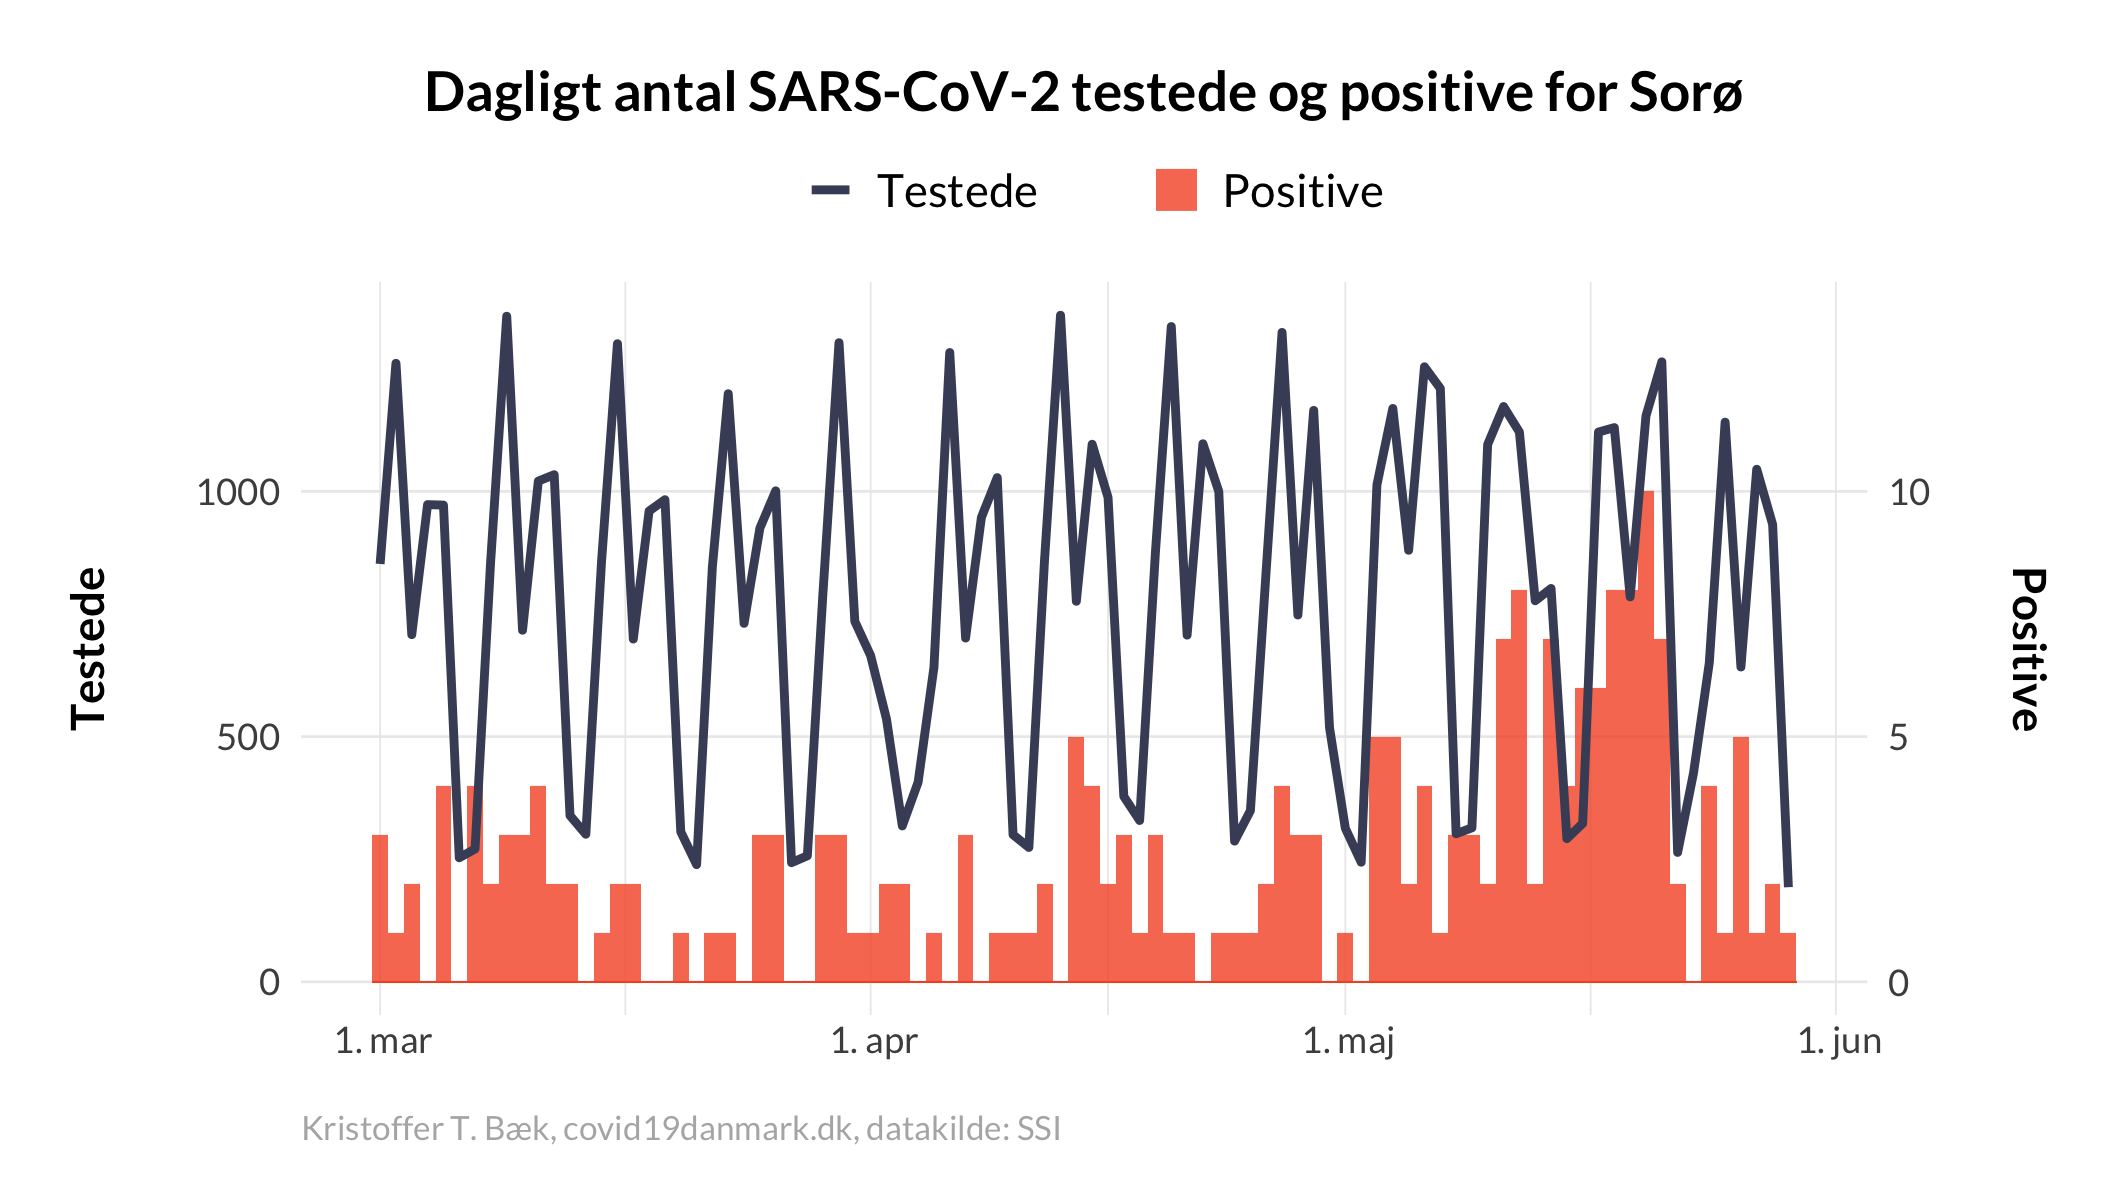 Dagligt antal SARS-CoV-2 testede og positive for Sorø
Testede
Positive
Testede
1000
500
0
10
5
0
Positive
1. mar
1. apr
1. maj
1. jun
Kristoffer T. Bæk, covid19danmark.dk, datakilde: SSI